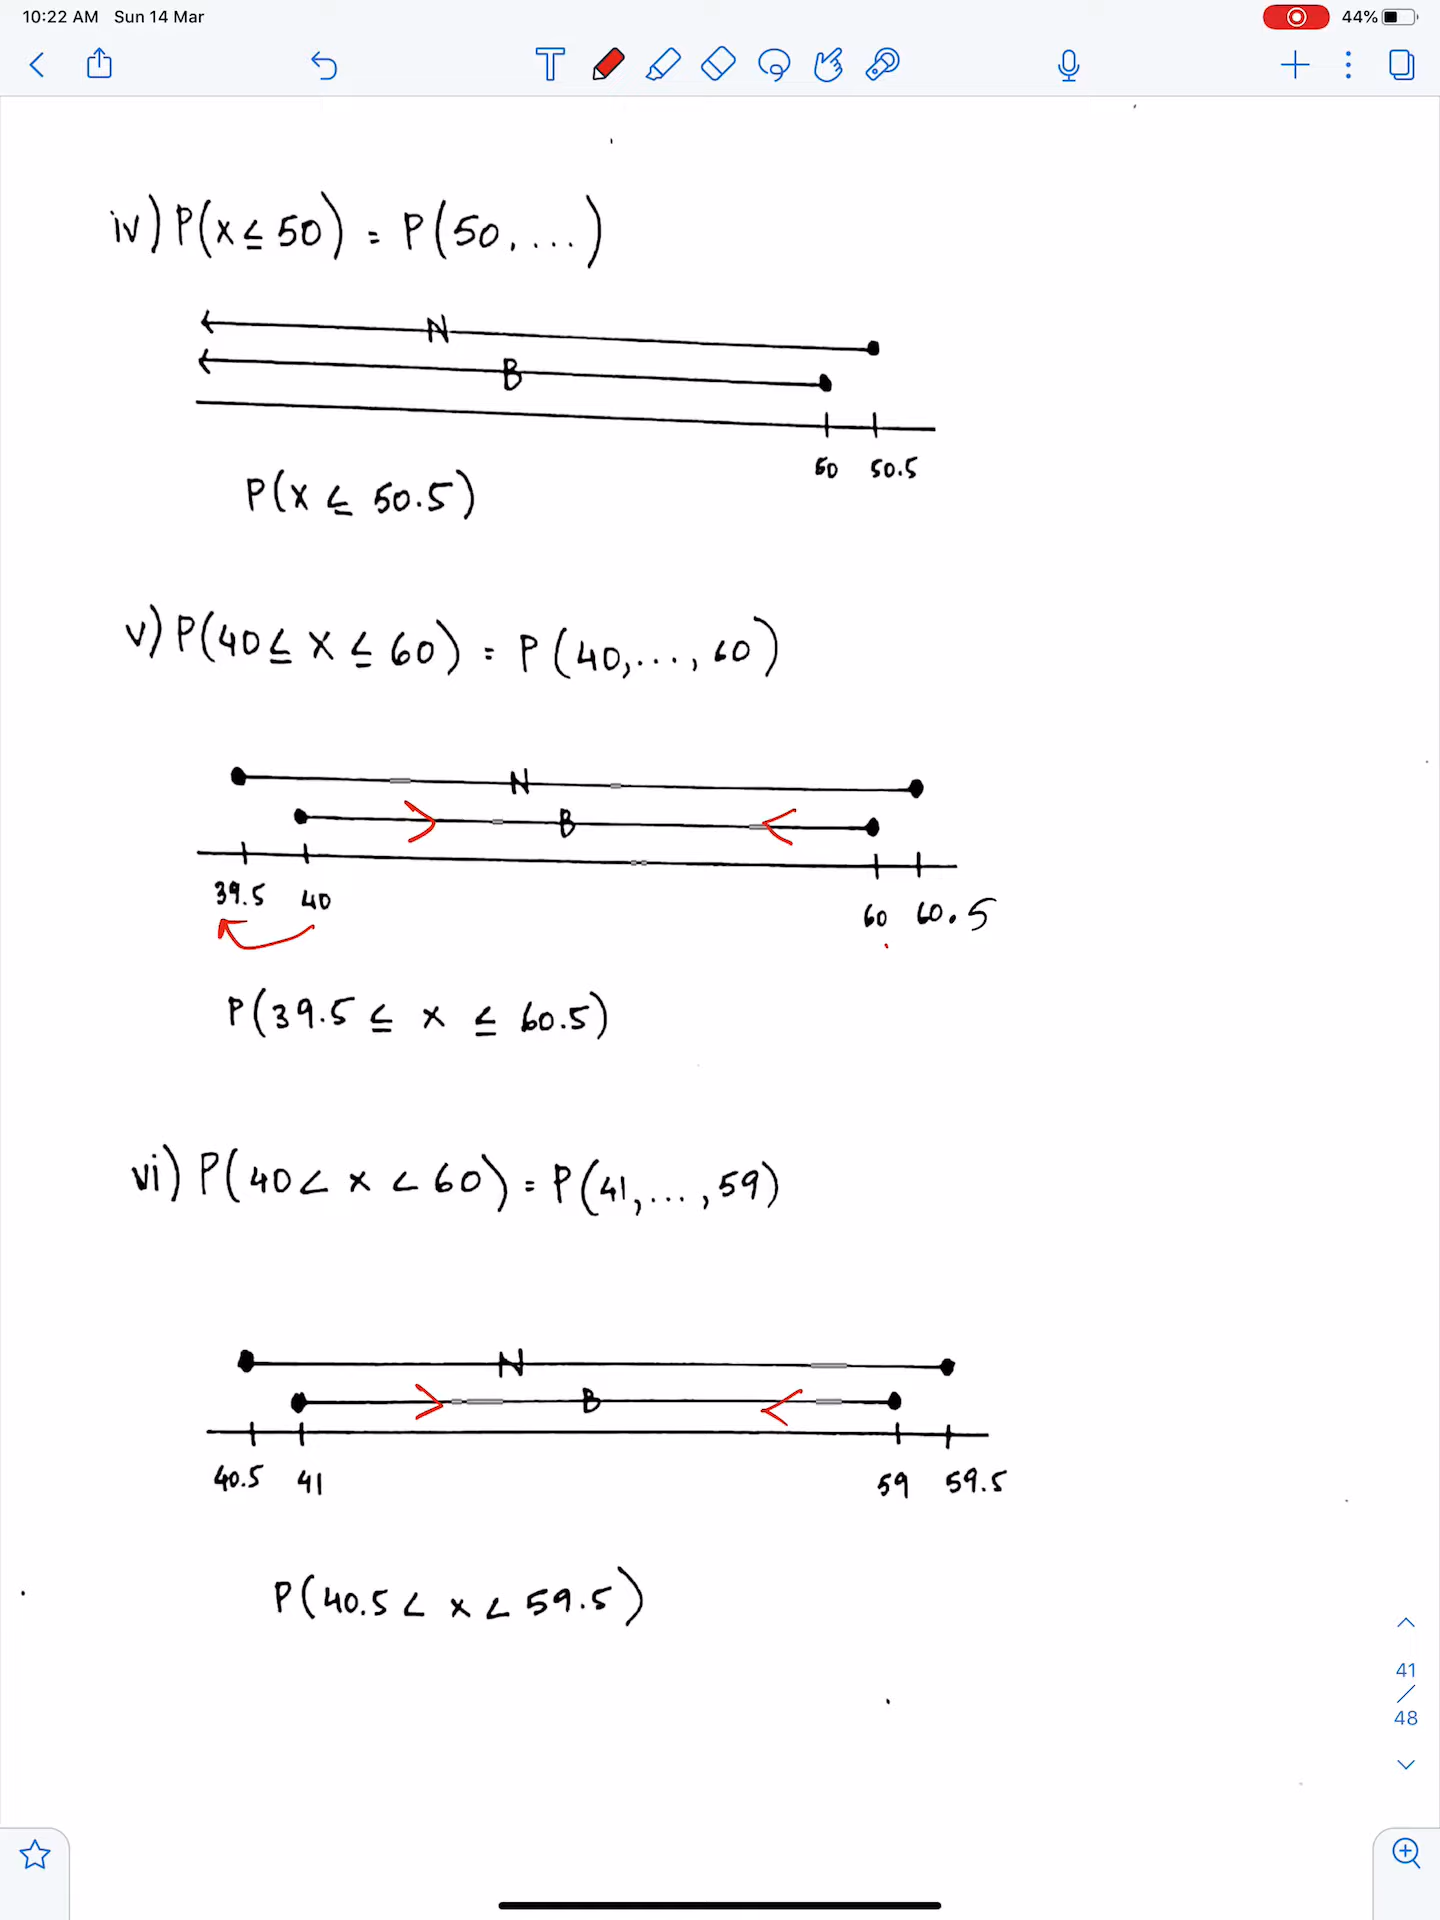 10:22 AM Sun 14 Mar 44%
T
iv) P(x ≤ 50) = P(50, ...)
N
B
50 50.5
P(x ≤ 50.5)
v) P(40 ≤ x ≤ 60) = P(40, ..., 60)
N
B
39.5 40 60 60.5
P(39.5 ≤ x ≤ 60.5)
vi) P(40 < x < 60) = P(41, ..., 59)
N
B
40.5 41 59 59.5
P(40.5 < x < 59.5)
41
/
48